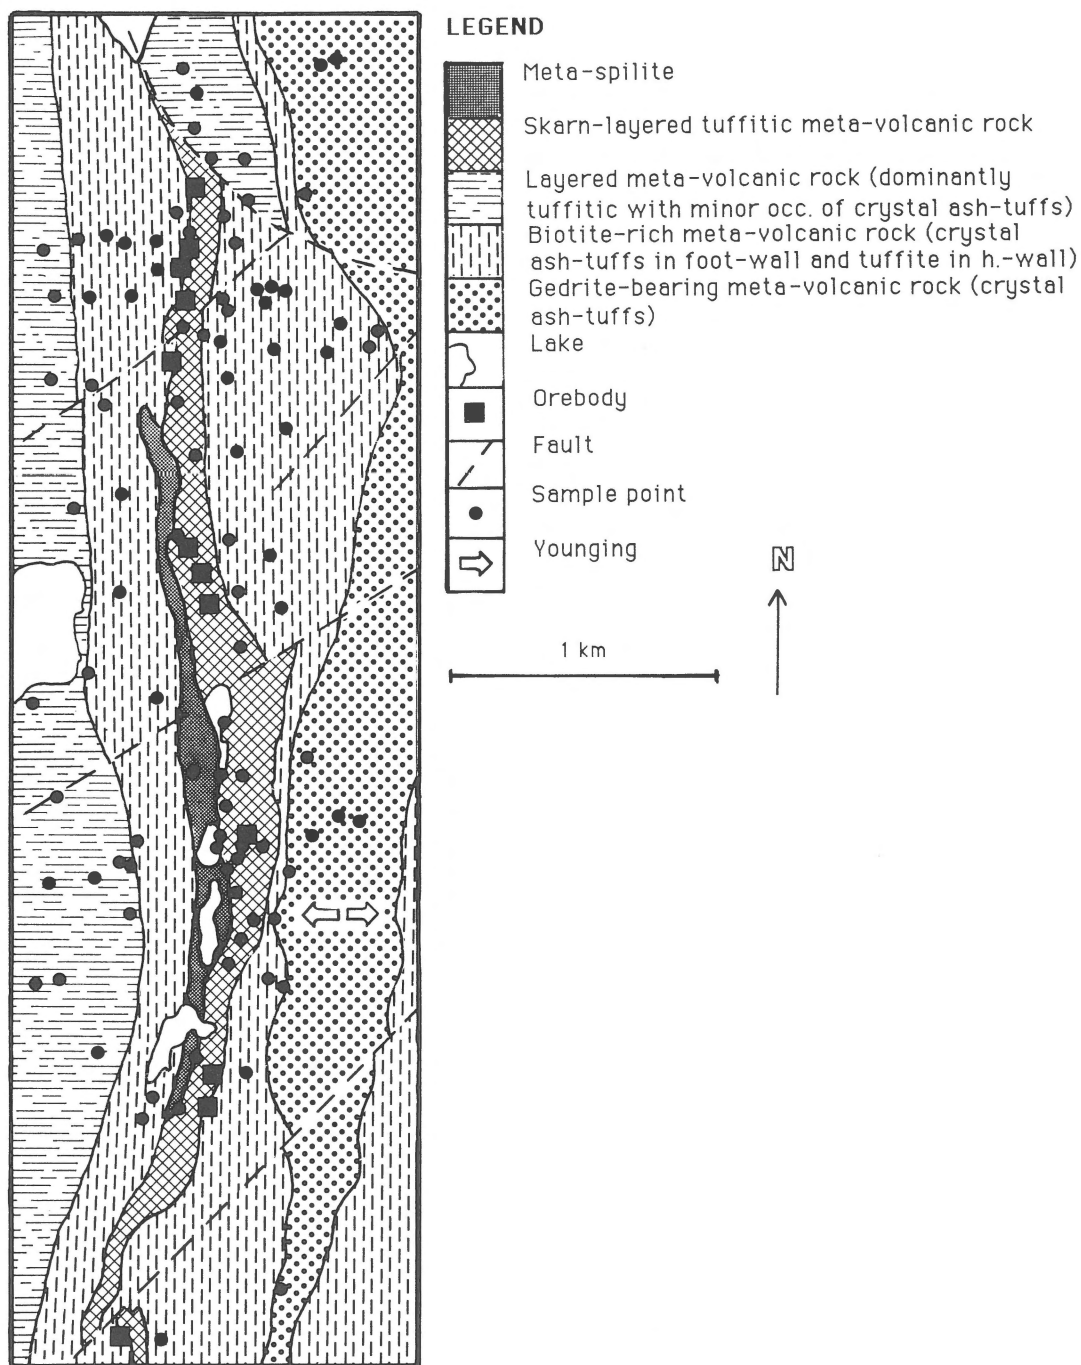 LEGEND
Meta-spilite
Skarn-layered tuffitic meta-volcanic rock
Layered meta-volcanic rock (dominantly
tuffitic with minor occ. of crystal ash-tuffs)
Biotite-rich meta-volcanic rock (crystal
ash-tuffs in foot-wall and tuffite in h.-wall)
Gedrite-bearing meta-volcanic rock (crystal
ash-tuffs)
Lake
Orebody
Fault
Sample point
Younging
N
1 km